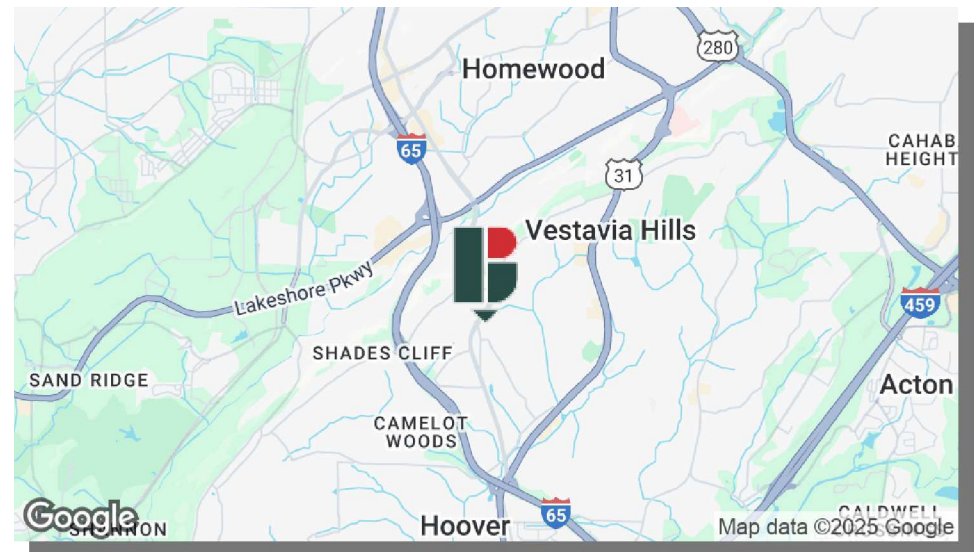 280
Homewood
CAHAB
HEIGHT
65
31
Vestavia Hills
Lakeshore Pkwy
459
SHADES CLIFF
SAND RIDGE
Acton
CAMELOT
WOODS
Google
SHANNON
Hoover
65
CALDWELL
Map data ©2025 Google